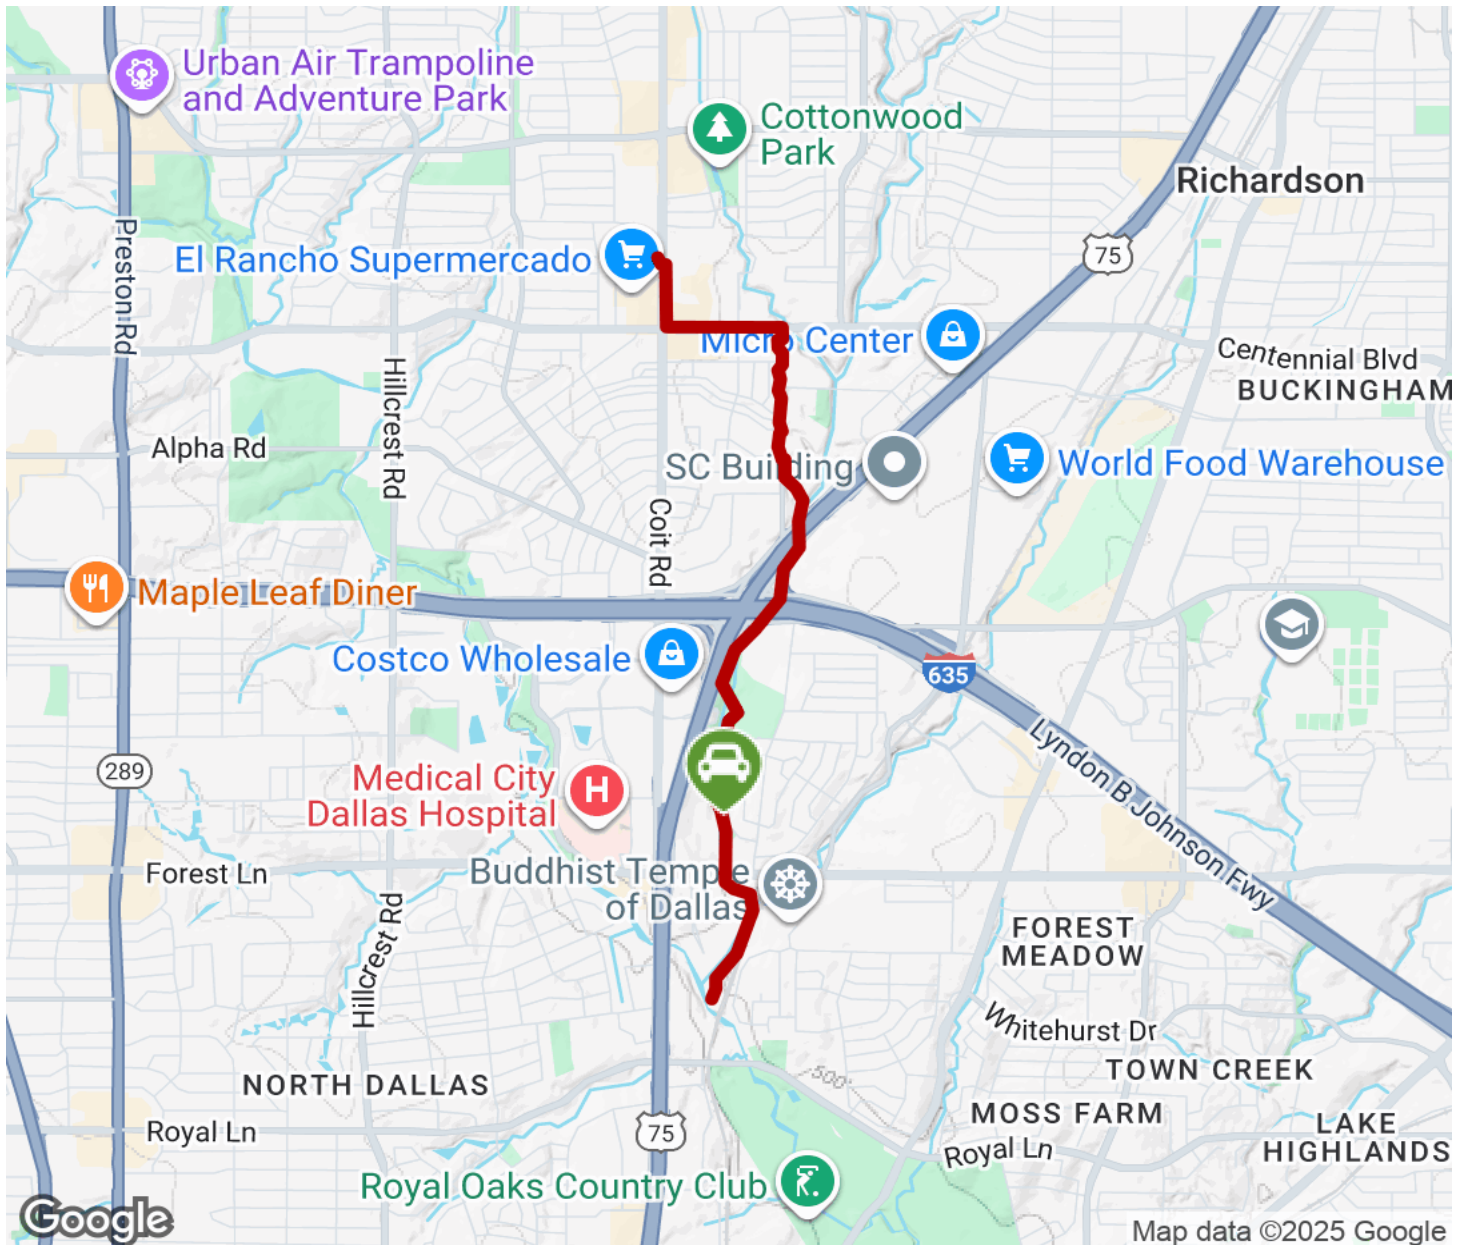 Urban Air Trampoline
and Adventure Park
Cottonwood
Park
Richardson
Preston Rd
El Rancho Supermercado
75
Micro Center
Centennial Blvd
BUCKINGHAM
Hillcrest Rd
Alpha Rd
SC Building
World Food Warehouse
Coit Rd
Maple Leaf Diner
Costco Wholesale
635
Lyndon B Johnson Fwy
289
Medical City
Dallas Hospital
H
Forest Ln
Buddhist Temple
of Dallas
Hillcrest Rd
FOREST
MEADOW
Whitehurst Dr
500'
TOWN CREEK
NORTH DALLAS
MOSS FARM
Royal Ln
75
Royal Ln
LAKE
HIGHLANDS
Royal Oaks Country Club
Google
Map data ©2025 Google